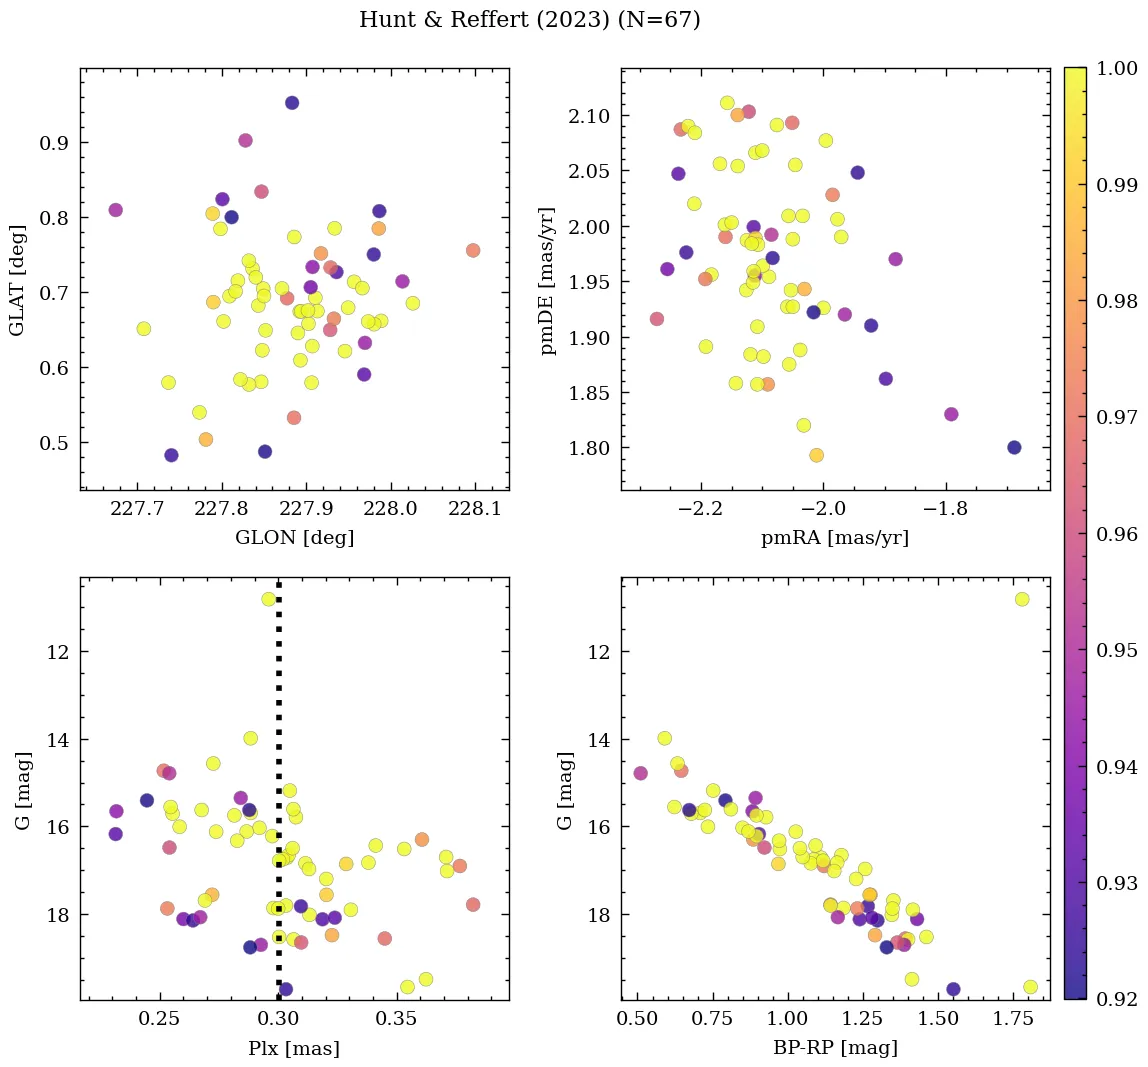 Hunt & Reffert (2023) (N=67)
GLAT [deg]
0.9
0.8
0.7
0.6
0.5
227.7 227.8 227.9 228.0 228.1
GLON [deg]
pmDE [mas/yr]
2.10
2.05
2.00
1.95
1.90
1.85
1.80
−2.2 −2.0 −1.8
pmRA [mas/yr]
G [mag]
12
14
16
18
0.25 0.30 0.35
Plx [mas]
G [mag]
12
14
16
18
0.50 0.75 1.00 1.25 1.50 1.75
BP-RP [mag]
1.00
0.99
0.98
0.97
0.96
0.95
0.94
0.93
0.92